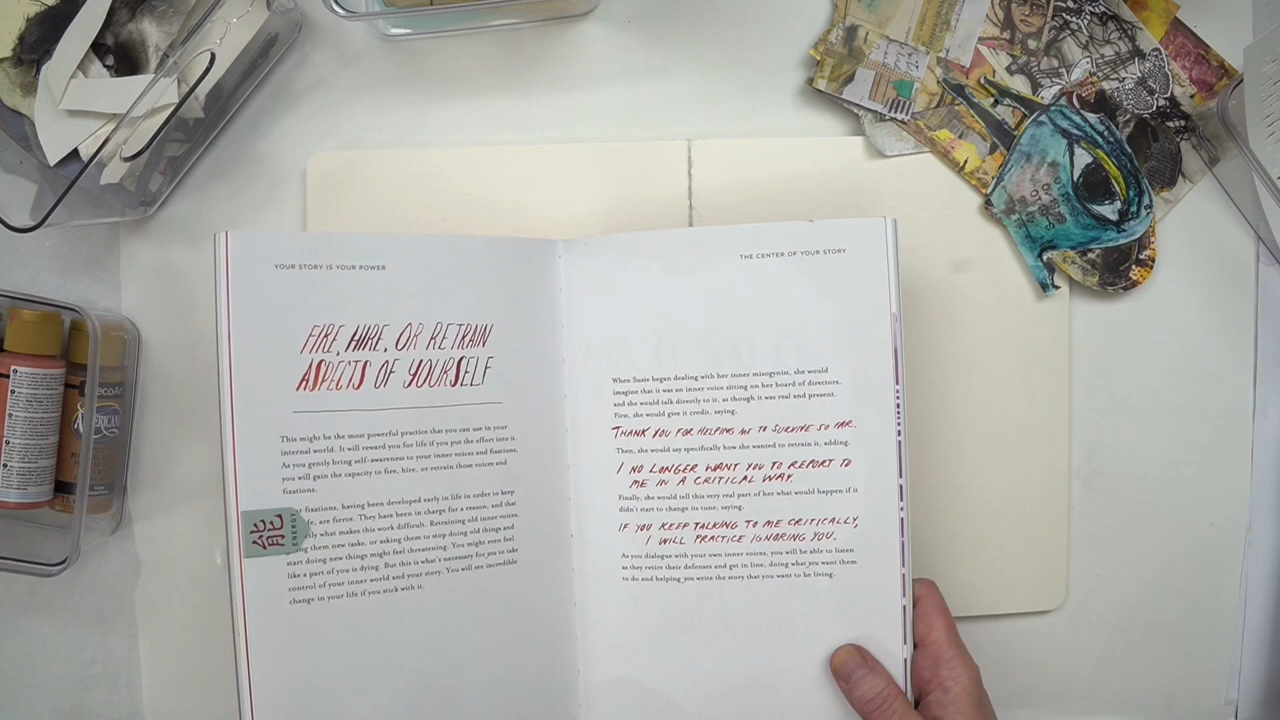 YOUR STORY IS YOUR POWER
FIRE, HIRE, OR RETRAIN
ASPECTS OF YOURSELF
This might be the most powerful practice that you can use in your
internal world. It will reward you for life if you put the effort into it.
As you gently bring self-awareness to your inner voices and fixations,
you will gain the capacity to fire, hire, or retrain those voices and
fixations.
fixations, having been developed early in life in order to keep
are fierce. They have been in charge for a reason, and that
what makes this work difficult. Retraining old inner voices,
them new tasks, or asking them to stop doing old things and
start doing new things might feel threatening. You might even feel
like a part of you is dying. But this is what's necessary for you to take
control of your inner world and your story. You will see incredible
change in your life if you stick with it.
能
ENERGY
THE CENTER OF YOUR STORY
When Susie began dealing with her inner misogynist, she would
imagine that it was an inner voice sitting on her board of directors,
and she would talk directly to it, as though it was real and present.
First, she would give it credit, saying,
THANK YOU FOR HELPING ME TO SURVIVE SO FAR.
Then, she would say specifically how she wanted to retrain it, adding,
I NO LONGER WANT YOU TO REPORT TO
ME IN A CRITICAL WAY.
Finally, she would tell this very real part of her what would happen if it
didn't start to change its tune, saying,
IF YOU KEEP TALKING TO ME CRITICALLY,
I WILL PRACTICE IGNORING YOU.
As you dialogue with your own inner voices, you will be able to listen
as they retire their defenses and get in line, doing what you want them
to do and helping you write the story that you want to be living.